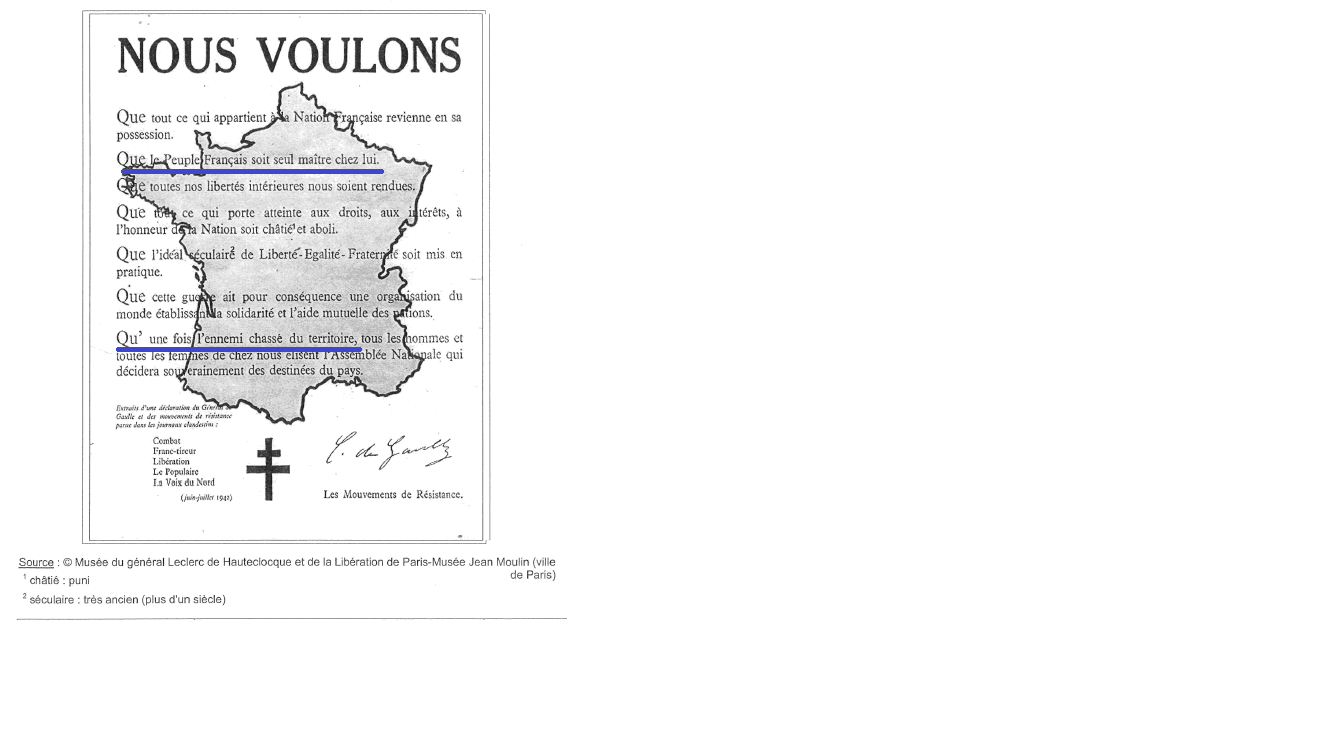 NOUS VOULONS
Que tout ce qui appartient à la Nation Française revienne en sa
possession.
Que le Peuple Français soit seul maître chez lui.
Que toutes nos libertés intérieures nous soient rendues.
Que tout ce qui porte atteinte aux droits, aux intérêts, à
l'honneur de la Nation soit châtié¹ et aboli.
Que l'idéal séculaire² de Liberté-Egalité-Fraternité soit mis en
pratique.
Que cette guerre ait pour conséquence une organisation du
monde établissant la solidarité et l'aide mutuelle des nations.
Qu' une fois l'ennemi chassé du territoire, tous les hommes et
toutes les femmes de chez nous élisent l'Assemblée Nationale qui
décidera souverainement des destinées du pays.
Extraits d'une déclaration du Général de
Gaulle et des mouvements de résistance
parue dans les journaux clandestins :
Combat
Franc-tireur
Libération
Le Populaire
La Voix du Nord
(juin-juillet 1942)
C. de Gaulle
Les Mouvements de Résistance.
Source : © Musée du général Leclerc de Hauteclocque et de la Libération de Paris-Musée Jean Moulin (ville
de Paris)
¹ châtié : puni
² séculaire : très ancien (plus d'un siècle)